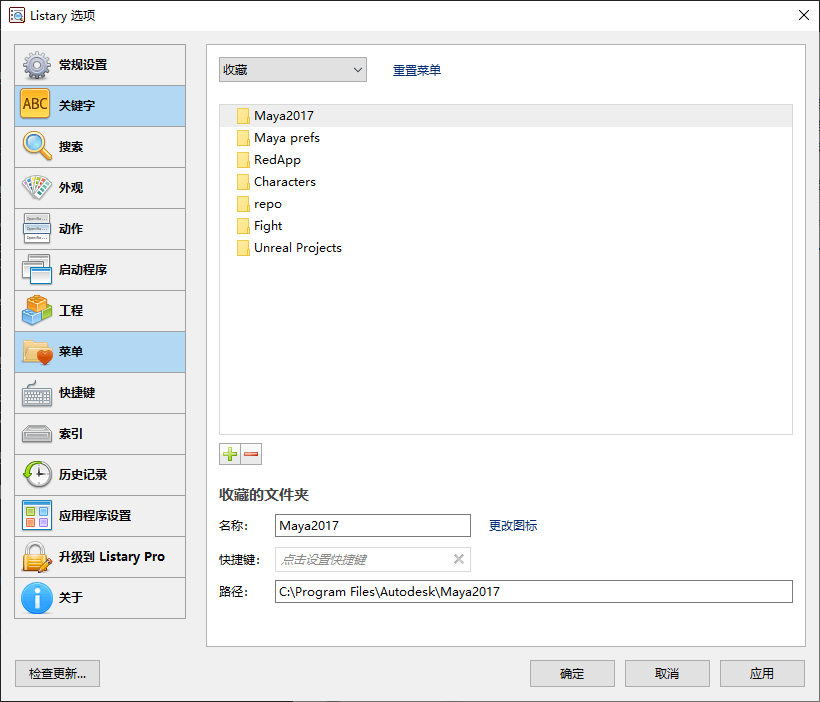 Listary 选项
常规设置
ABC 关键字
搜索
外观
动作
启动程序
工程
菜单
快捷键
索引
历史记录
应用程序设置
升级到 Listary Pro
关于
检查更新...
收藏
重置菜单
Maya2017
Maya prefs
RedApp
Characters
repo
Fight
Unreal Projects
收藏的文件夹
名称: Maya2017 更改图标
快捷键: 点击设置快捷键
路径: C:\Program Files\Autodesk\Maya2017
确定 取消 应用